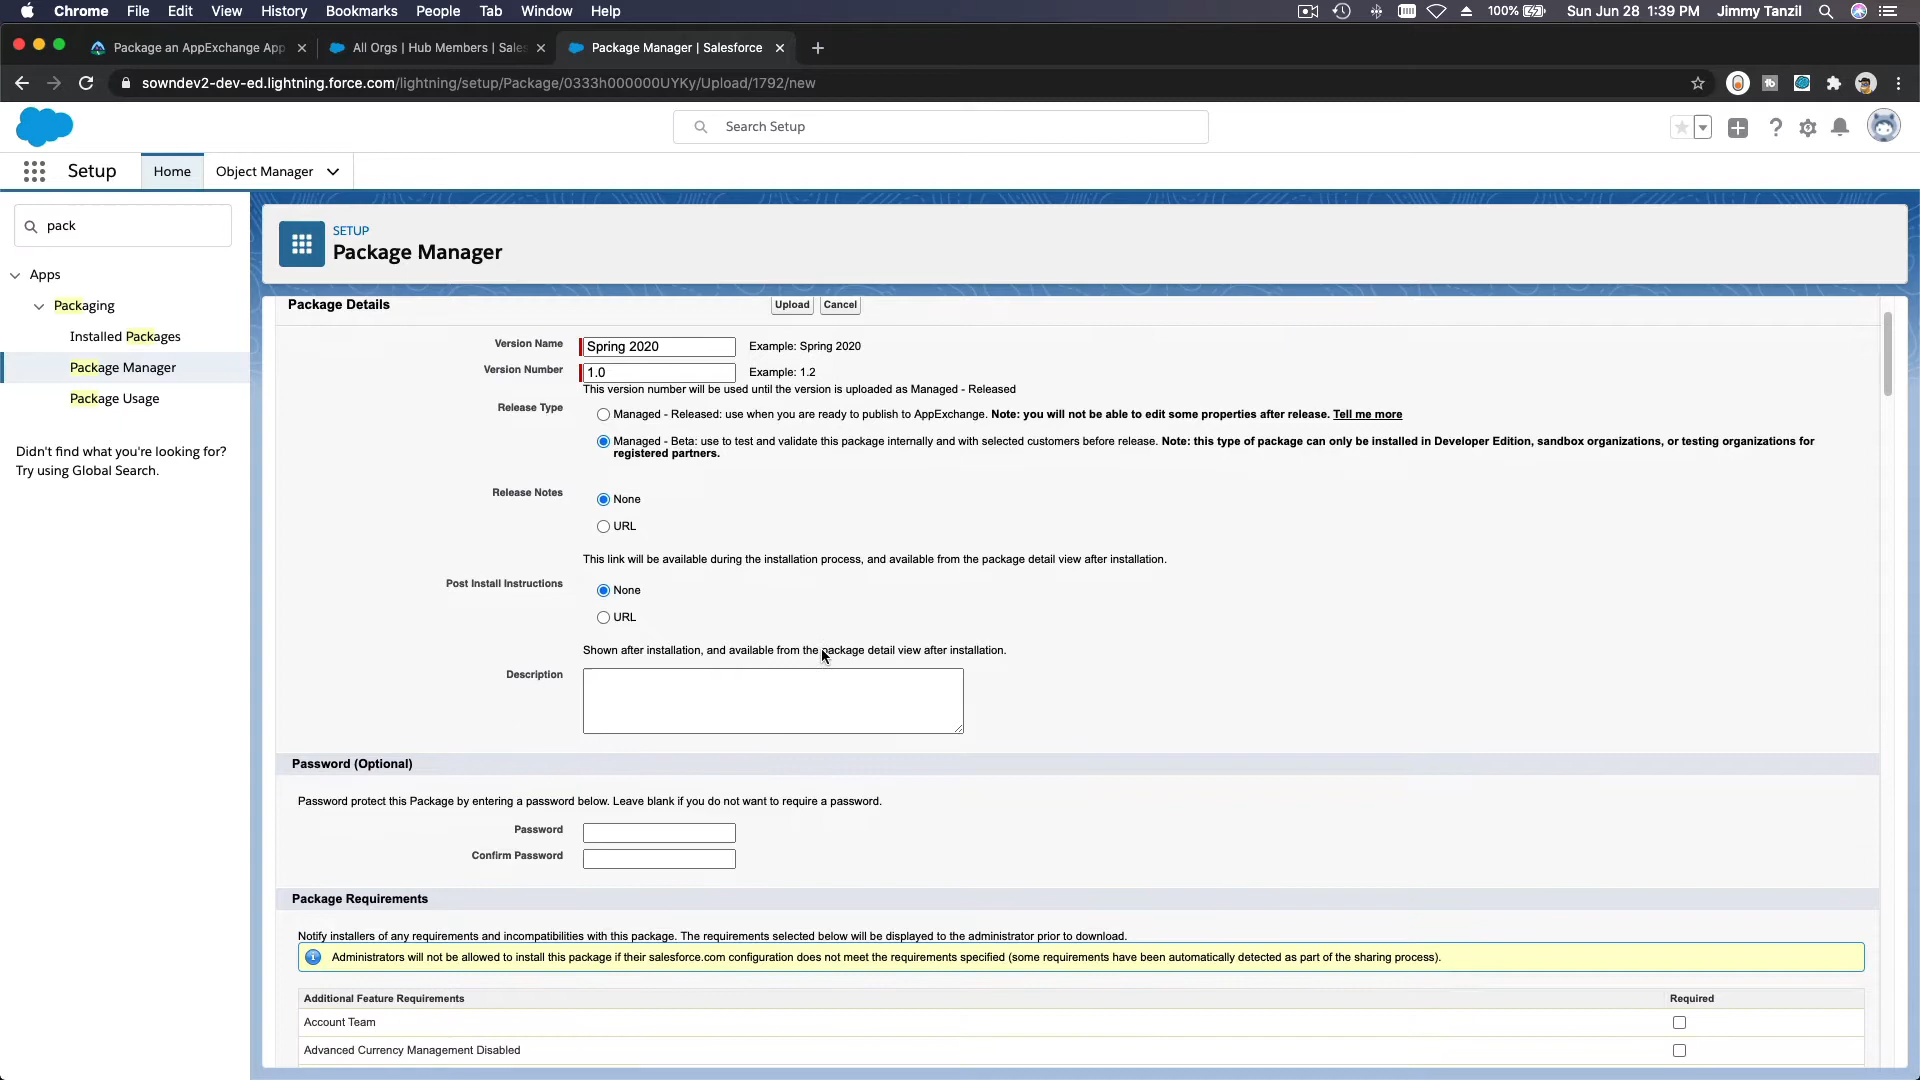 Chrome File Edit View History Bookmarks People Tab Window Help 100% Sun Jun 28 1:39 PM Jimmy Tanzil
Package an AppExchange App All Orgs | Hub Members | Sales Package Manager | Salesforce
sowndev2-dev-ed.lightning.force.com/lightning/setup/Package/0333h000000UYKy/Upload/1792/new
Search Setup
Setup Home Object Manager
pack
Apps
Packaging
Installed Packages
Package Manager
Package Usage
Didn't find what you're looking for?
Try using Global Search.
SETUP
Package Manager
Package Details Upload Cancel
Version Name Spring 2020 Example: Spring 2020
Version Number 1.0 Example: 1.2
This version number will be used until the version is uploaded as Managed - Released
Release Type Managed - Released: use when you are ready to publish to AppExchange. Note: you will not be able to edit some properties after release. Tell me more
Managed - Beta: use to test and validate this package internally and with selected customers before release. Note: this type of package can only be installed in Developer Edition, sandbox organizations, or testing organizations for
registered partners.
Release Notes None
URL
This link will be available during the installation process, and available from the package detail view after installation.
Post Install Instructions None
URL
Shown after installation, and available from the package detail view after installation.
Description
Password (Optional)
Password protect this Package by entering a password below. Leave blank if you do not want to require a password.
Password
Confirm Password
Package Requirements
Notify installers of any requirements and incompatibilities with this package. The requirements selected below will be displayed to the administrator prior to download.
Administrators will not be allowed to install this package if their salesforce.com configuration does not meet the requirements specified (some requirements have been automatically detected as part of the sharing process).
Additional Feature Requirements Required
Account Team
Advanced Currency Management Disabled